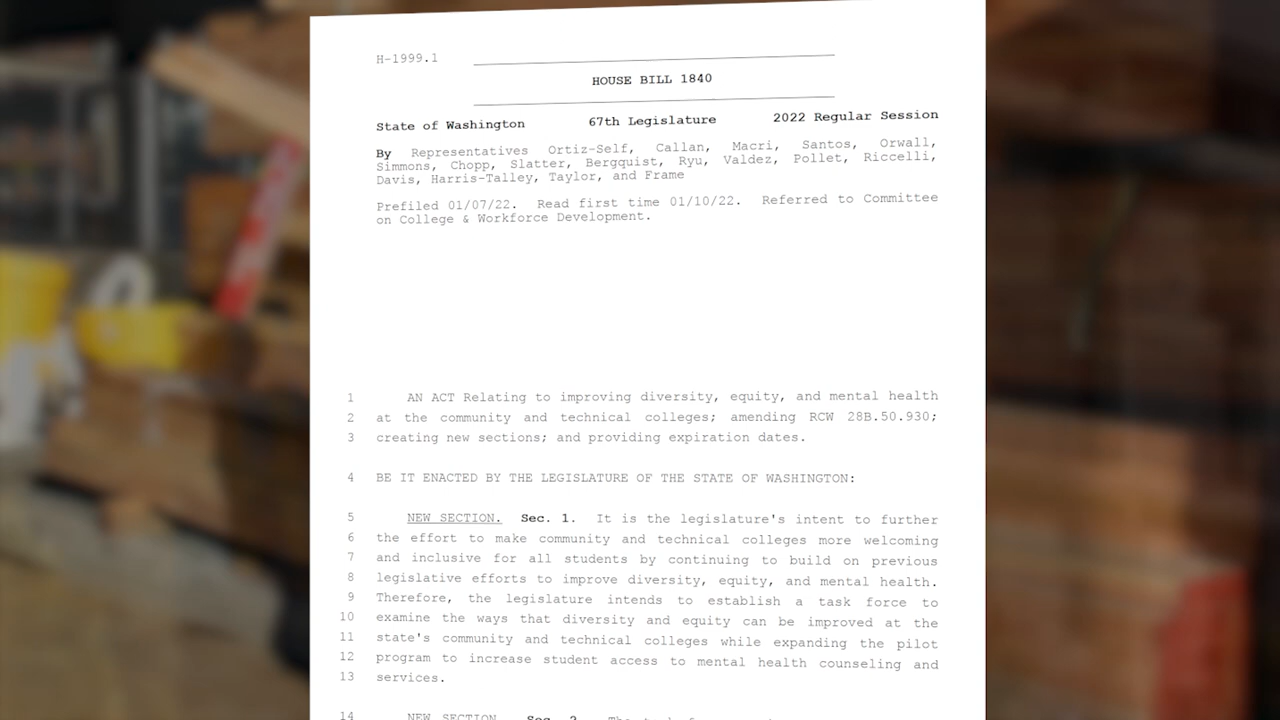 H-1999.1
HOUSE BILL 1840
State of Washington 67th Legislature 2022 Regular Session
By Representatives Ortiz-Self, Callan, Macri, Santos, Orwall,
Simmons, Chopp, Slatter, Bergquist, Ryu, Valdez, Pollet, Riccelli,
Davis, Harris-Talley, Taylor, and Frame
Prefiled 01/07/22. Read first time 01/10/22. Referred to Committee
on College & Workforce Development.
1 AN ACT Relating to improving diversity, equity, and mental health
2 at the community and technical colleges; amending RCW 28B.50.930;
3 creating new sections; and providing expiration dates.
4 BE IT ENACTED BY THE LEGISLATURE OF THE STATE OF WASHINGTON:
5 NEW SECTION. Sec. 1. It is the legislature's intent to further
6 the effort to make community and technical colleges more welcoming
7 and inclusive for all students by continuing to build on previous
8 legislative efforts to improve diversity, equity, and mental health.
9 Therefore, the legislature intends to establish a task force to
10 examine the ways that diversity and equity can be improved at the
11 state's community and technical colleges while expanding the pilot
12 program to increase student access to mental health counseling and
13 services.
14 NEW SECTION. Sec. 2. The task